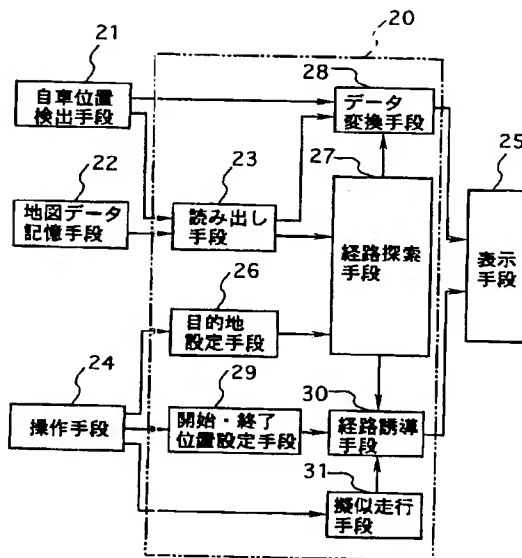 20
21
自車位置
検出手段
28
データ
変換手段
25
表示
手段
22
地図データ
記憶手段
23
読み出し
手段
27
経路探索
手段
26
目的地
設定手段
24
操作手段
29
開始・終了
位置設定手段
30
経路誘導
手段
31
擬似走行
手段